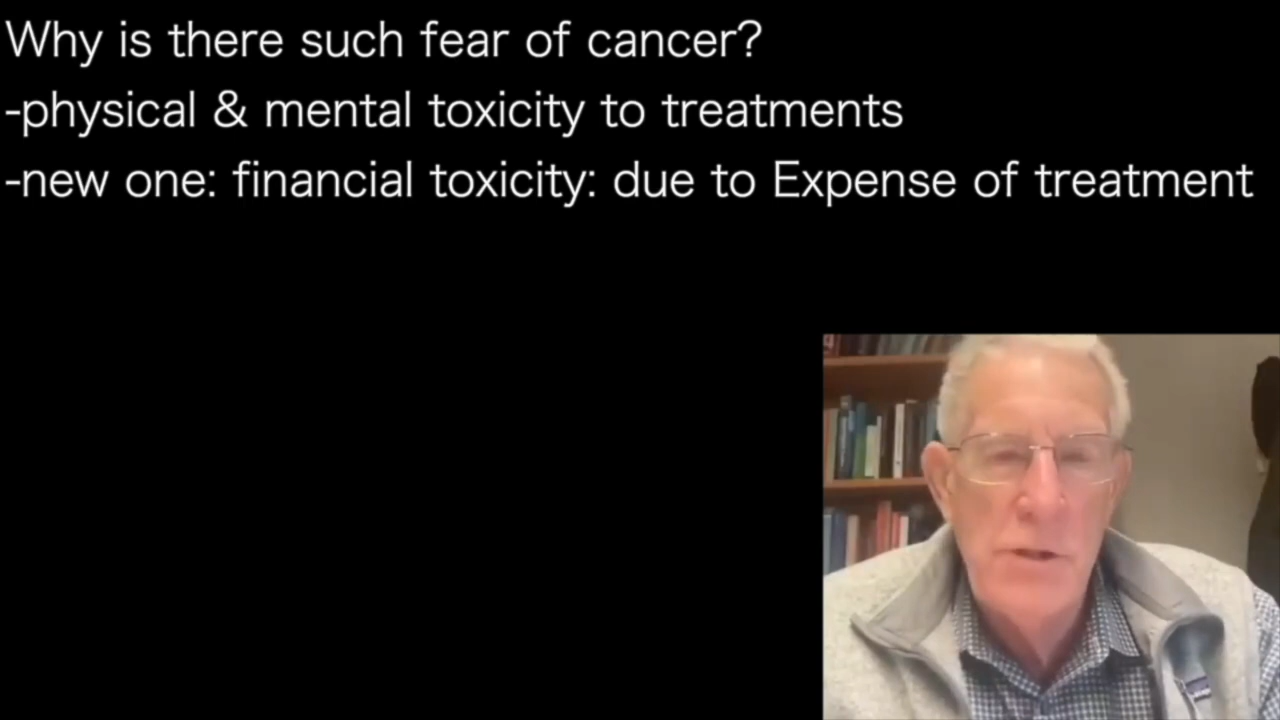 Why is there such fear of cancer?
-physical & mental toxicity to treatments
-new one: financial toxicity: due to Expense of treatment